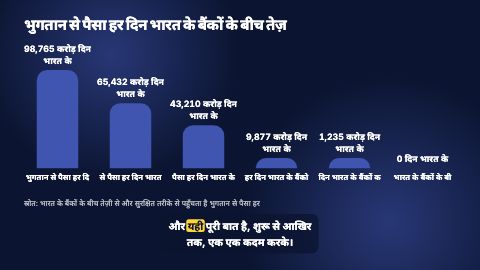 भुगतान से पैसा हर दिन भारत के बैंकों के बीच तेज़
98,765 करोड़ दिन
भारत के
65,432 करोड़ दिन
भारत के
43,210 करोड़ दिन
भारत के
9,877 करोड़ दिन
भारत के
1,235 करोड़ दिन
भारत के
0 दिन भारत के
भुगतान से पैसा हर दि
से पैसा हर दिन भारत
पैसा हर दिन भारत के
हर दिन भारत के बैंकों
दिन भारत के बैंकों क
भारत के बैंकों के बी
स्रोत: भारत के बैंकों के बीच तेज़ी से और सुरक्षित तरीके से पहुँचता है भुगतान से पैसा हर
और यही पूरी बात है, शुरू से आखिर
तक, एक एक कदम करके।